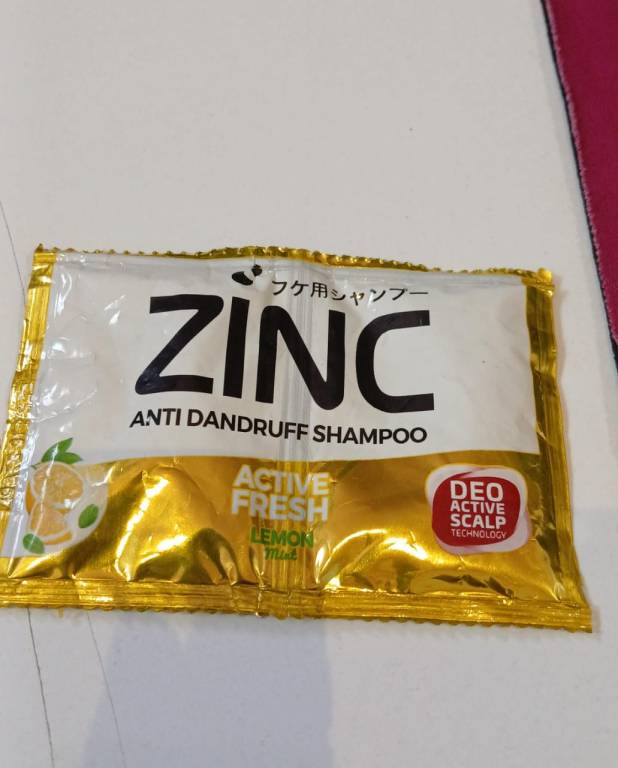 フケ用シャンプー
ZINC
ANTI DANDRUFF SHAMPOO
ACTIVE
FRESH
LEMON
Mint
DEO
ACTIVE
SCALP
TECHNOLOGY